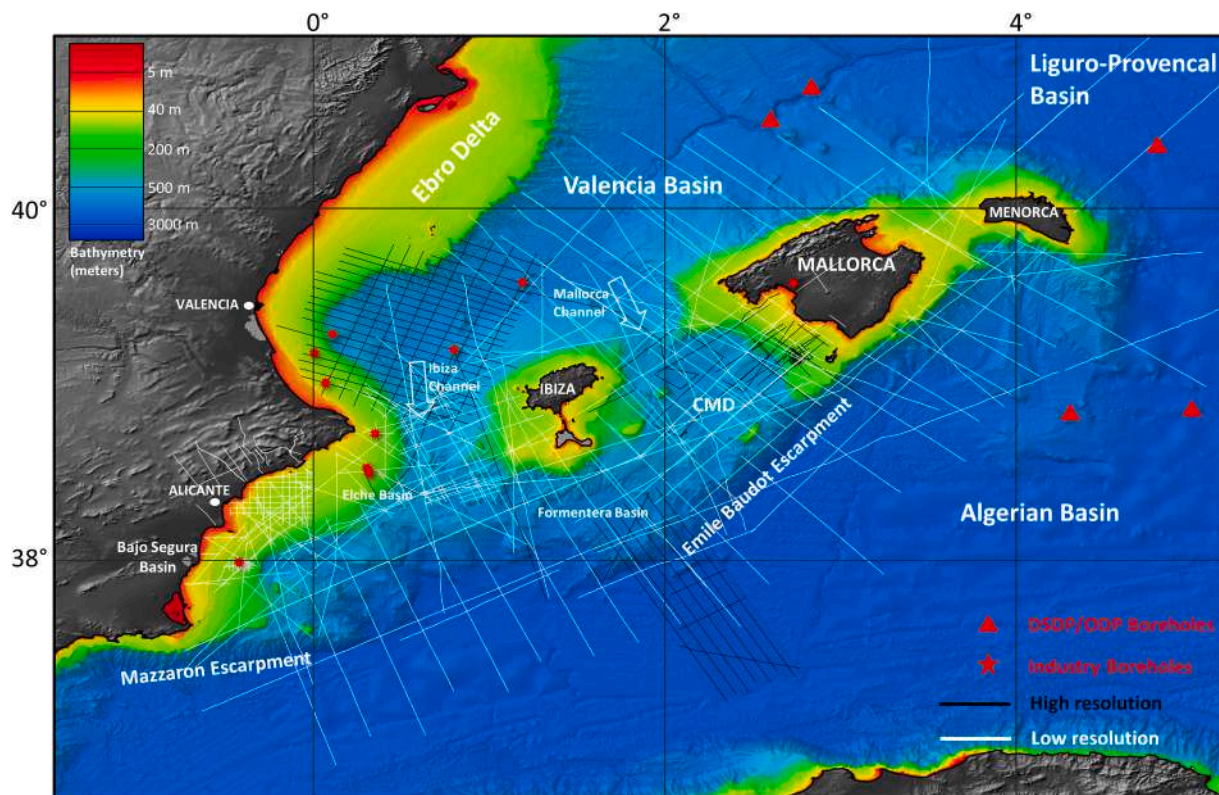 0°
2°
4°
40°
38°
5 m
40 m
200 m
500 m
3000 m
Bathymetry
(meters)
Liguro-Provencal
Basin
Ebro Delta
Valencia Basin
MENORCA
MALLORCA
VALENCIA
Mallorca
Channel
Ibiza
Channel
IBIZA
CMD
ALICANTE
Elche Basin
Formentera Basin
Emile Baudot Escarpment
Algerian Basin
Bajo Segura
Basin
Mazzaron Escarpment
DSDP/ODP Boreholes
Industry Boreholes
High resolution
Low resolution